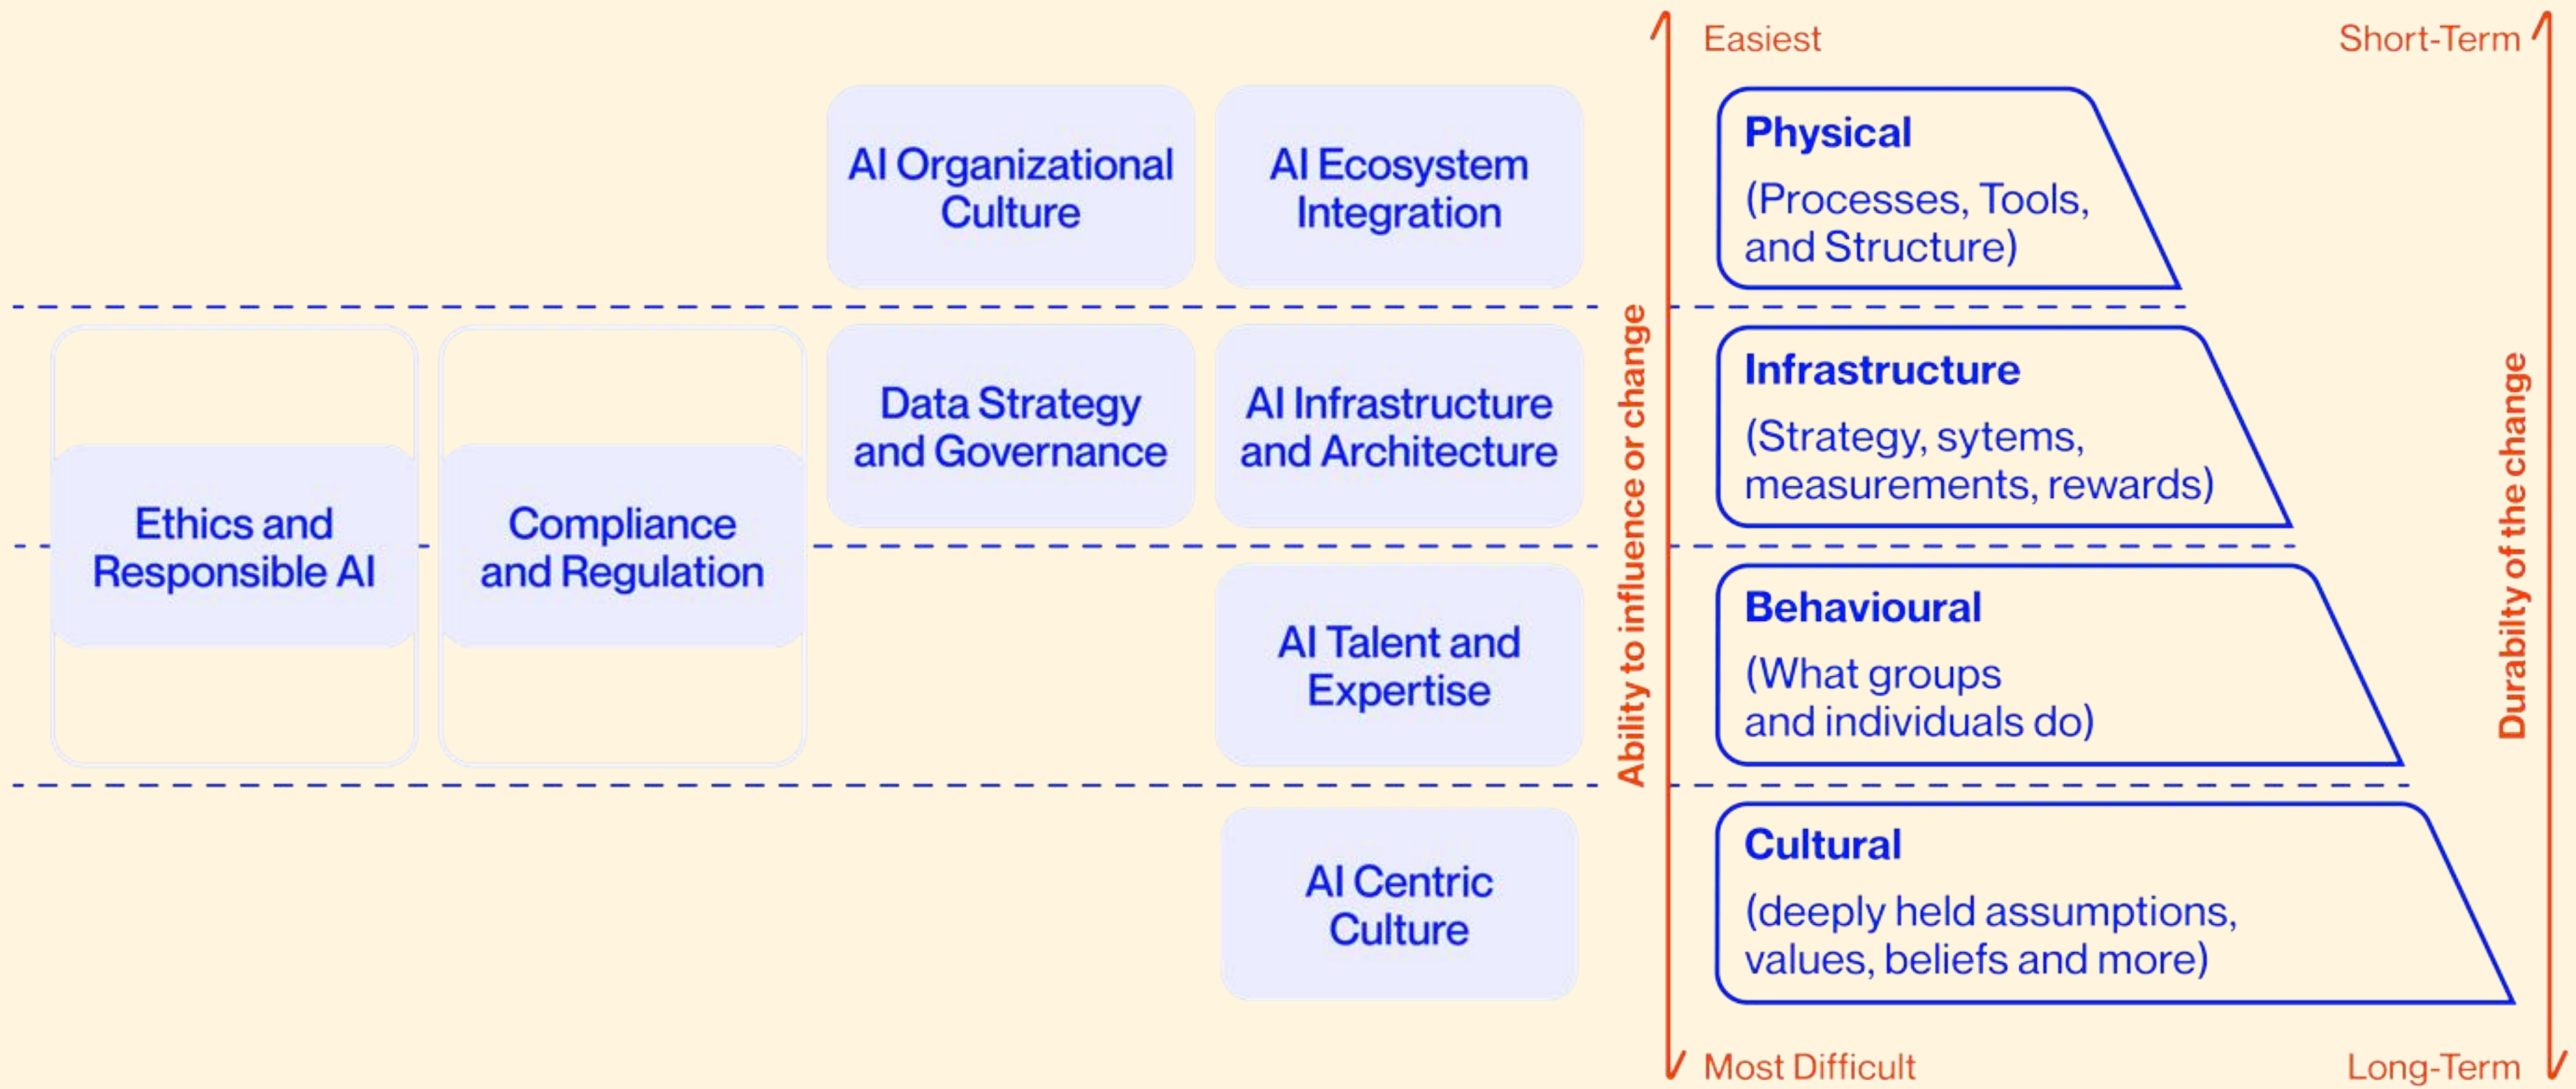 Easiest
Short-Term
AI Organizational
Culture
AI Ecosystem
Integration
Physical
(Processes, Tools,
and Structure)
Data Strategy
and Governance
AI Infrastructure
and Architecture
Infrastructure
(Strategy, sytems,
measurements, rewards)
Ethics and
Responsible AI
Compliance
and Regulation
AI Talent and
Expertise
Behavioural
(What groups
and individuals do)
AI Centric
Culture
Cultural
(deeply held assumptions,
values, beliefs and more)
Ability to influence or change
Durabilty of the change
Most Difficult
Long-Term